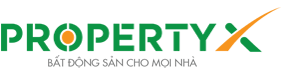 PROPERTYX
BẤT ĐỘNG SẢN CHO MỌI NHÀ